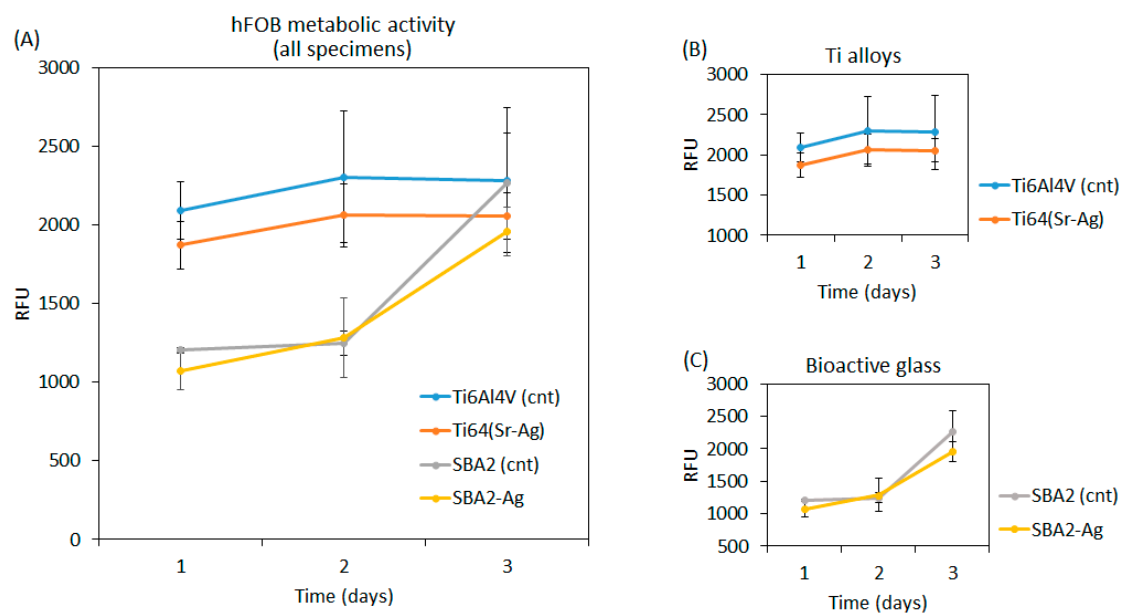 (A)
hFOB metabolic activity
(all specimens)
3000
2500
2000
1500
1000
500
0
RFU
1 2 3
Time (days)
Ti6Al4V (cnt)
Ti64(Sr-Ag)
SBA2 (cnt)
SBA2-Ag
(B)
Ti alloys
3000
2500
2000
1500
1000
RFU
1 2 3
Time (days)
Ti6Al4V (cnt)
Ti64(Sr-Ag)
(C)
Bioactive glass
3000
2500
2000
1500
1000
500
RFU
1 2 3
Time (days)
SBA2 (cnt)
SBA2-Ag